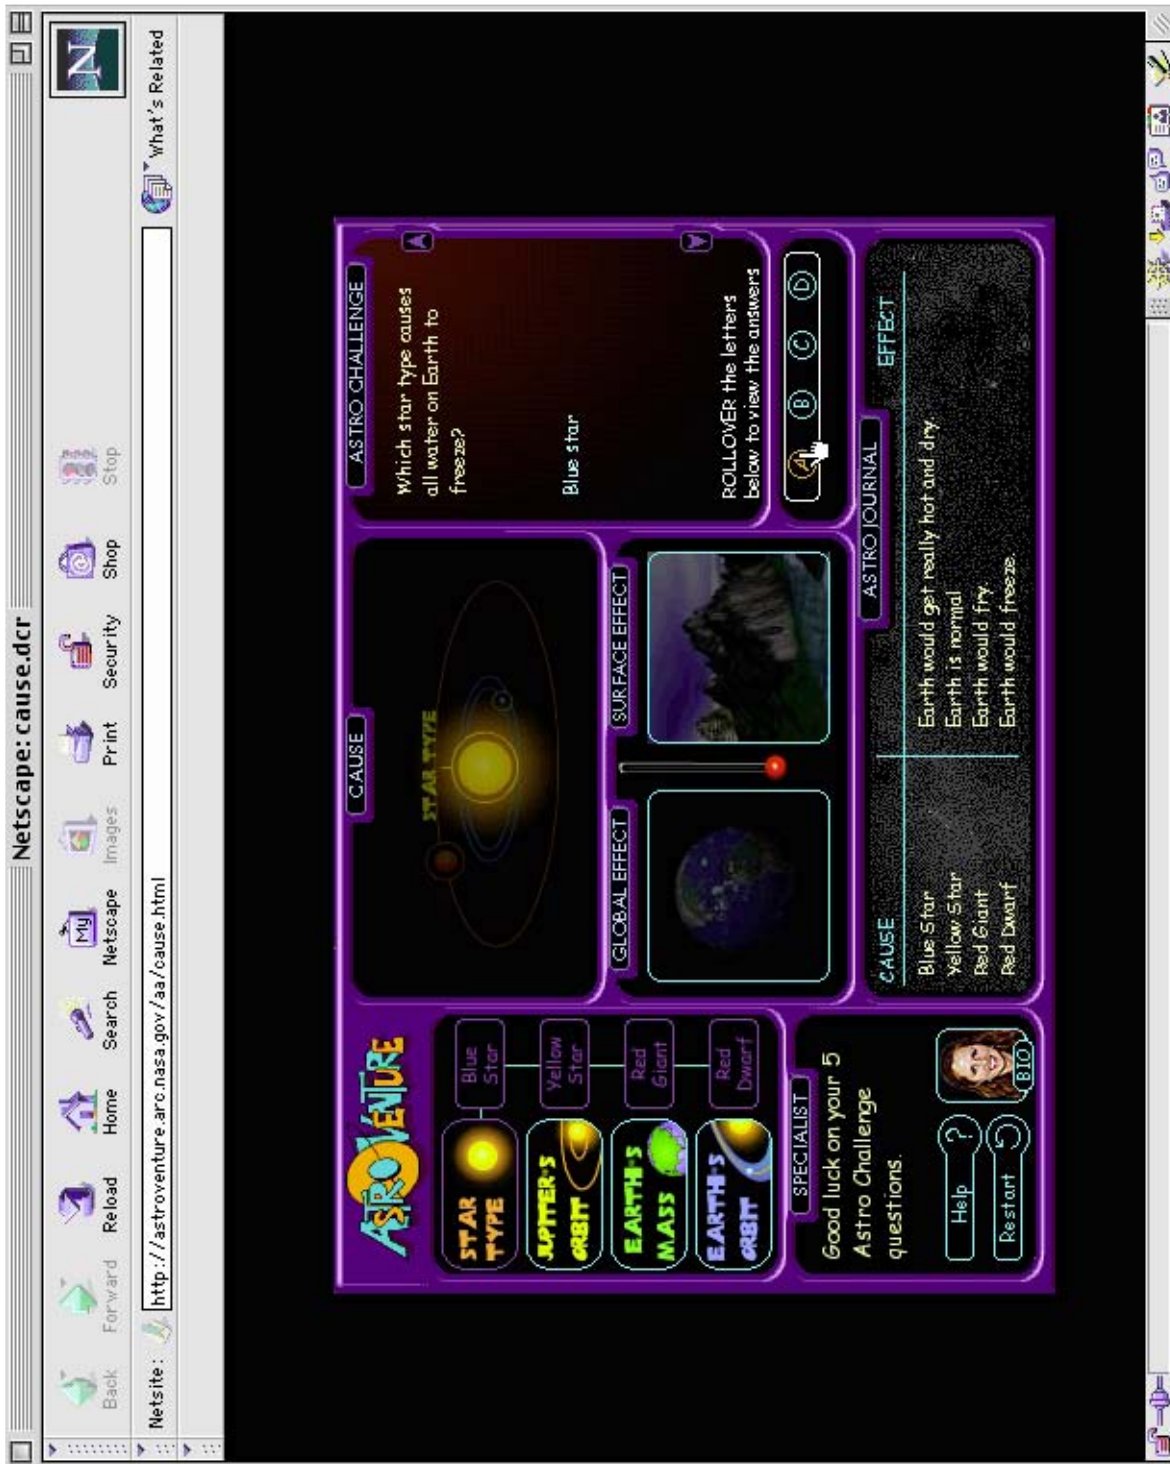 Netscape: cause.dcr
Back Forward Reload Home Search Netscape Images Print Security Shop Stop
My
N
Netsite: http://astroventure.arc.nasa.gov/aa/cause.html What's Related
ASTROVENTURE
STAR
TYPE
JUPITER'S
ORBIT
EARTH'S
MASS
EARTH'S
ORBIT
Blue
Star
Yellow
Star
Red
Giant
Red
Dwarf
CAUSE
STAR TYPE
GLOBAL EFFECT
SURFACE EFFECT
ASTRO CHALLENGE
Which star type causes
all water on Earth to
freeze?
Blue star
ROLLOVER the letters
below to view the answers
A B C D
SPECIALIST
Good luck on your 5
Astro Challenge
questions.
Help ?
Restart
BIO
ASTRO JOURNAL
CAUSE EFFECT
Blue Star Earth would get really hot and dry.
Yellow Star Earth is normal
Red Giant Earth would fry.
Red Dwarf Earth would freeze.